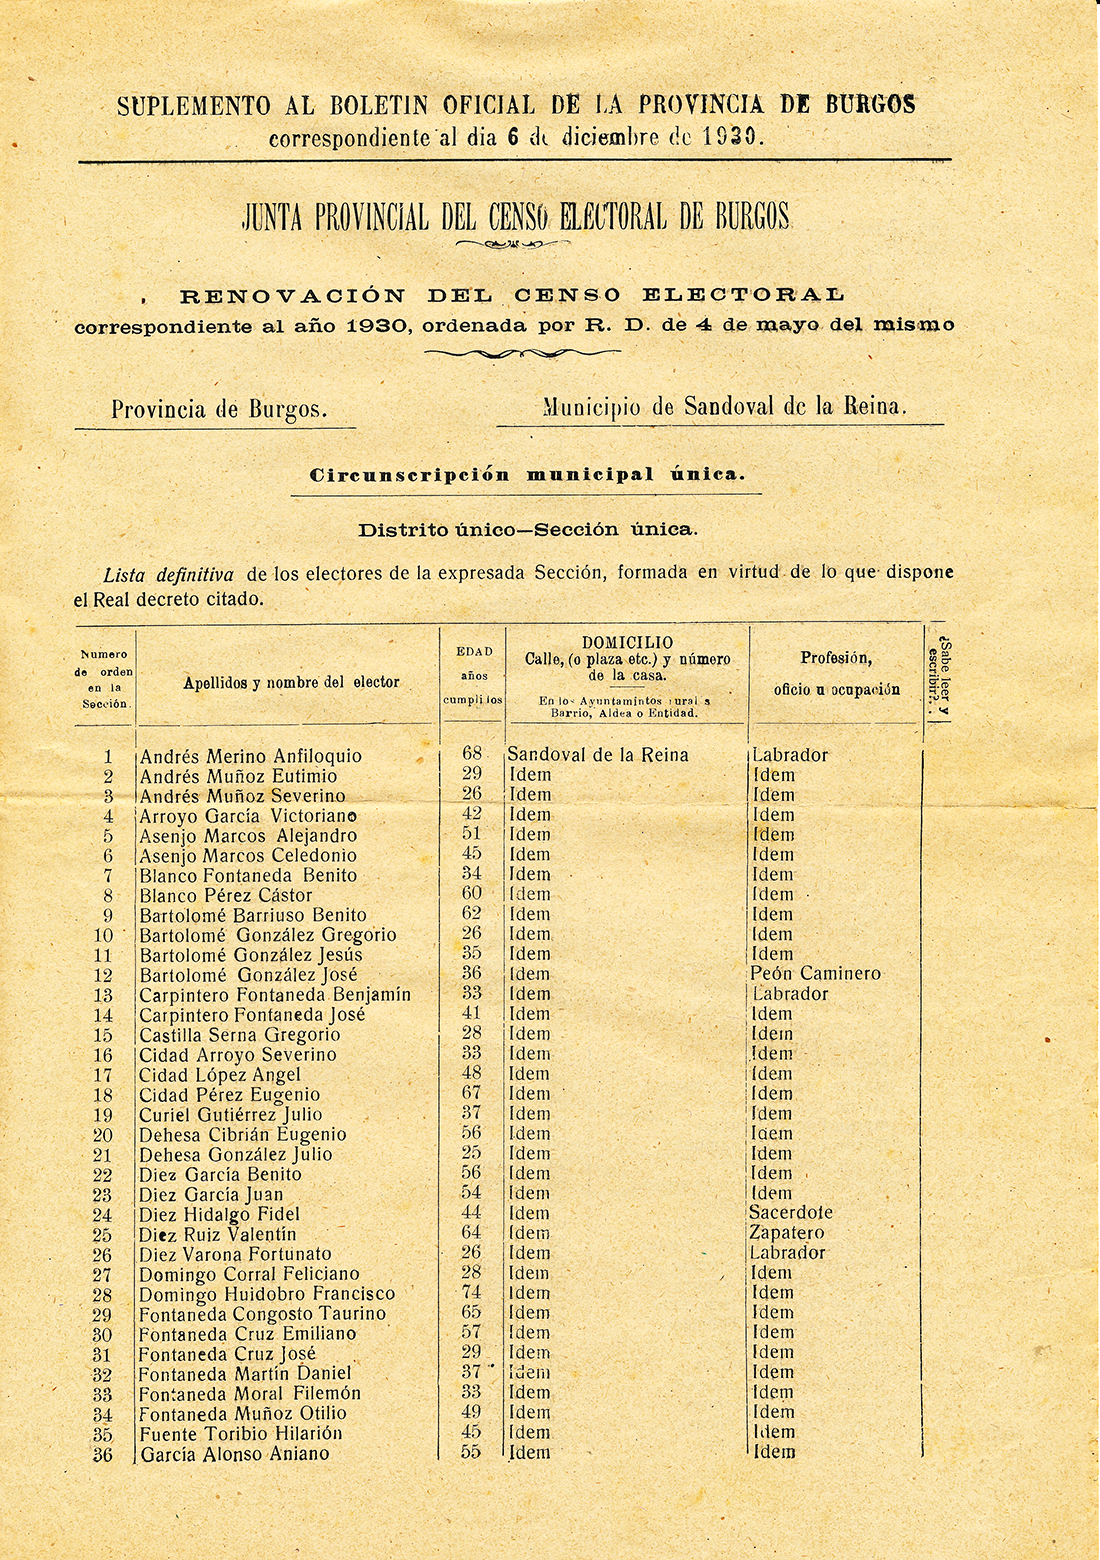 SUPLEMENTO AL BOLETIN OFICIAL DE LA PROVINCIA DE BURGOS
correspondiente al dia 6 de diciembre de 1930.
JUNTA PROVINCIAL DEL CENSO ELECTORAL DE BURGOS
RENOVACIÓN DEL CENSO ELECTORAL
correspondiente al año 1930, ordenada por R. D. de 4 de mayo del mismo
Provincia de Burgos. Municipio de Sandoval de la Reina.
Circunscripción municipal única.
Distrito único—Sección única.
Lista definitiva de los electores de la expresada Sección, formada en virtud de lo que dispone
el Real decreto citado.
Numero
de orden
en la
Sección.
Apellidos y nombre del elector
EDAD
años
cumplidos
DOMICILIO
Calle, (o plaza etc.) y número
de la casa.
En los Ayuntamintos rurales
Barrio, Aldea o Entidad.
Profesión,
oficio u ocupación
¿Sabe leer y
escribir?
1 Andrés Merino Anfiloquio 68 Sandoval de la Reina Labrador
2 Andrés Muñoz Eutimio 29 Idem Idem
3 Andrés Muñoz Severino 26 Idem Idem
4 Arroyo García Victoriano 42 Idem Idem
5 Asenjo Marcos Alejandro 51 Idem Idem
6 Asenjo Marcos Celedonio 45 Idem Idem
7 Blanco Fontaneda Benito 34 Idem Idem
8 Blanco Pérez Cástor 60 Idem Idem
9 Bartolomé Barriuso Benito 62 Idem Idem
10 Bartolomé González Gregorio 26 Idem Idem
11 Bartolomé González Jesús 35 Idem Idem
12 Bartolomé González José 36 Idem Peón Caminero
13 Carpintero Fontaneda Benjamín 33 Idem Labrador
14 Carpintero Fontaneda José 41 Idem Idem
15 Castilla Serna Gregorio 28 Idem Idem
16 Cidad Arroyo Severino 33 Idem Idem
17 Cidad López Angel 48 Idem Idem
18 Cidad Pérez Eugenio 67 Idem Idem
19 Curiel Gutiérrez Julio 37 Idem Idem
20 Dehesa Cibrián Eugenio 56 Idem Idem
21 Dehesa González Julio 25 Idem Idem
22 Diez García Benito 56 Idem Idem
23 Diez García Juan 54 Idem Idem
24 Diez Hidalgo Fidel 44 Idem Sacerdote
25 Diez Ruiz Valentín 64 Idem Zapatero
26 Diez Varona Fortunato 26 Idem Labrador
27 Domingo Corral Feliciano 28 Idem Idem
28 Domingo Huidobro Francisco 74 Idem Idem
29 Fontaneda Congosto Taurino 65 Idem Idem
30 Fontaneda Cruz Emiliano 57 Idem Idem
31 Fontaneda Cruz José 29 Idem Idem
32 Fontaneda Martín Daniel 37 Idem Idem
33 Fontaneda Moral Filemón 33 Idem Idem
34 Fontaneda Muñoz Otilio 49 Idem Idem
35 Fuente Toribio Hilarión 45 Idem Idem
36 García Alonso Aniano 55 Idem Idem